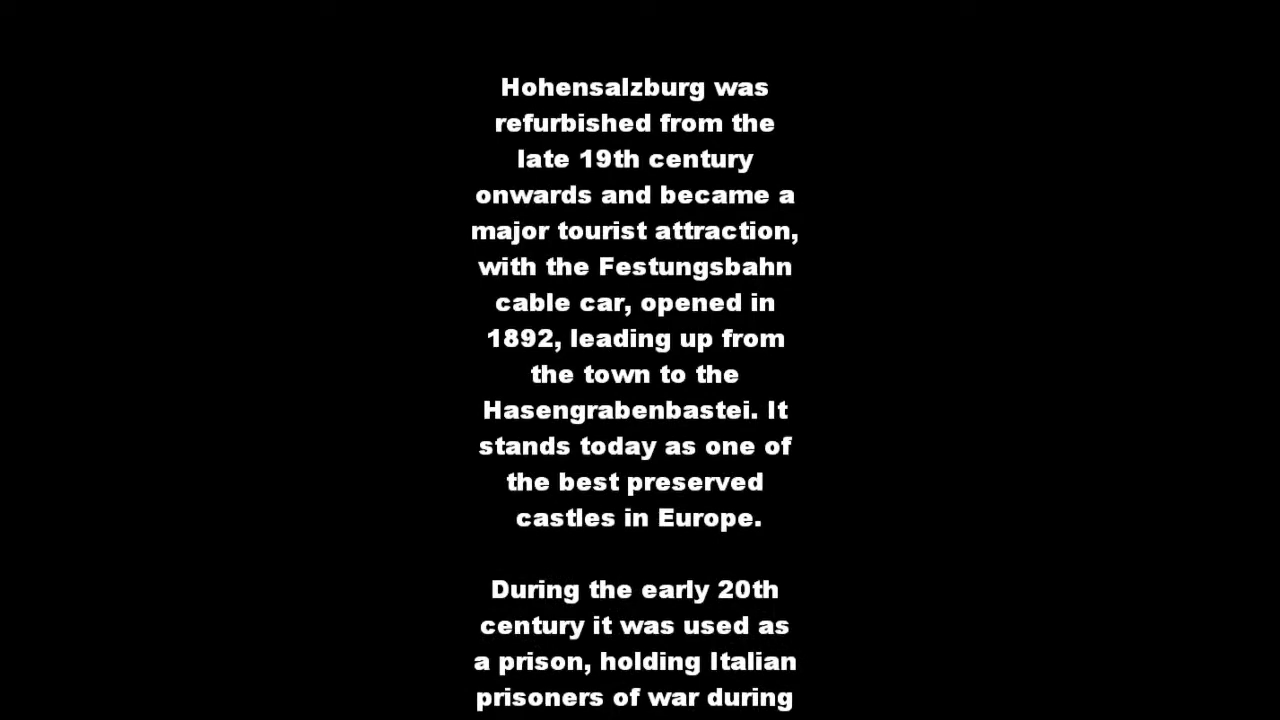 Hohensalzburg was
refurbished from the
late 19th century
onwards and became a
major tourist attraction,
with the Festungsbahn
cable car, opened in
1892, leading up from
the town to the
Hasengrabenbastei. It
stands today as one of
the best preserved
castles in Europe.
During the early 20th
century it was used as
a prison, holding Italian
prisoners of war during